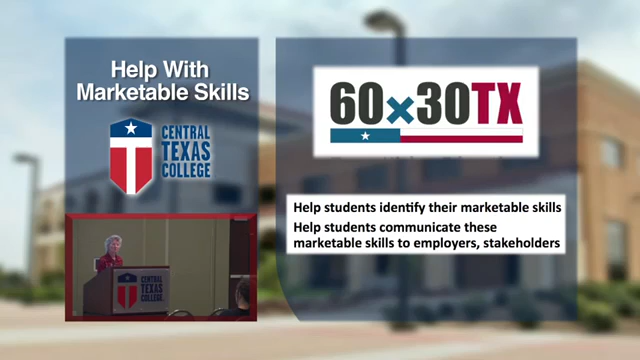 Help With
Marketable Skills
CENTRAL
TEXAS
COLLEGE
60x30TX
Help students identify their marketable skills
Help students communicate these
marketable skills to employers, stakeholders
CENTRAL
TEXAS
COLLEGE